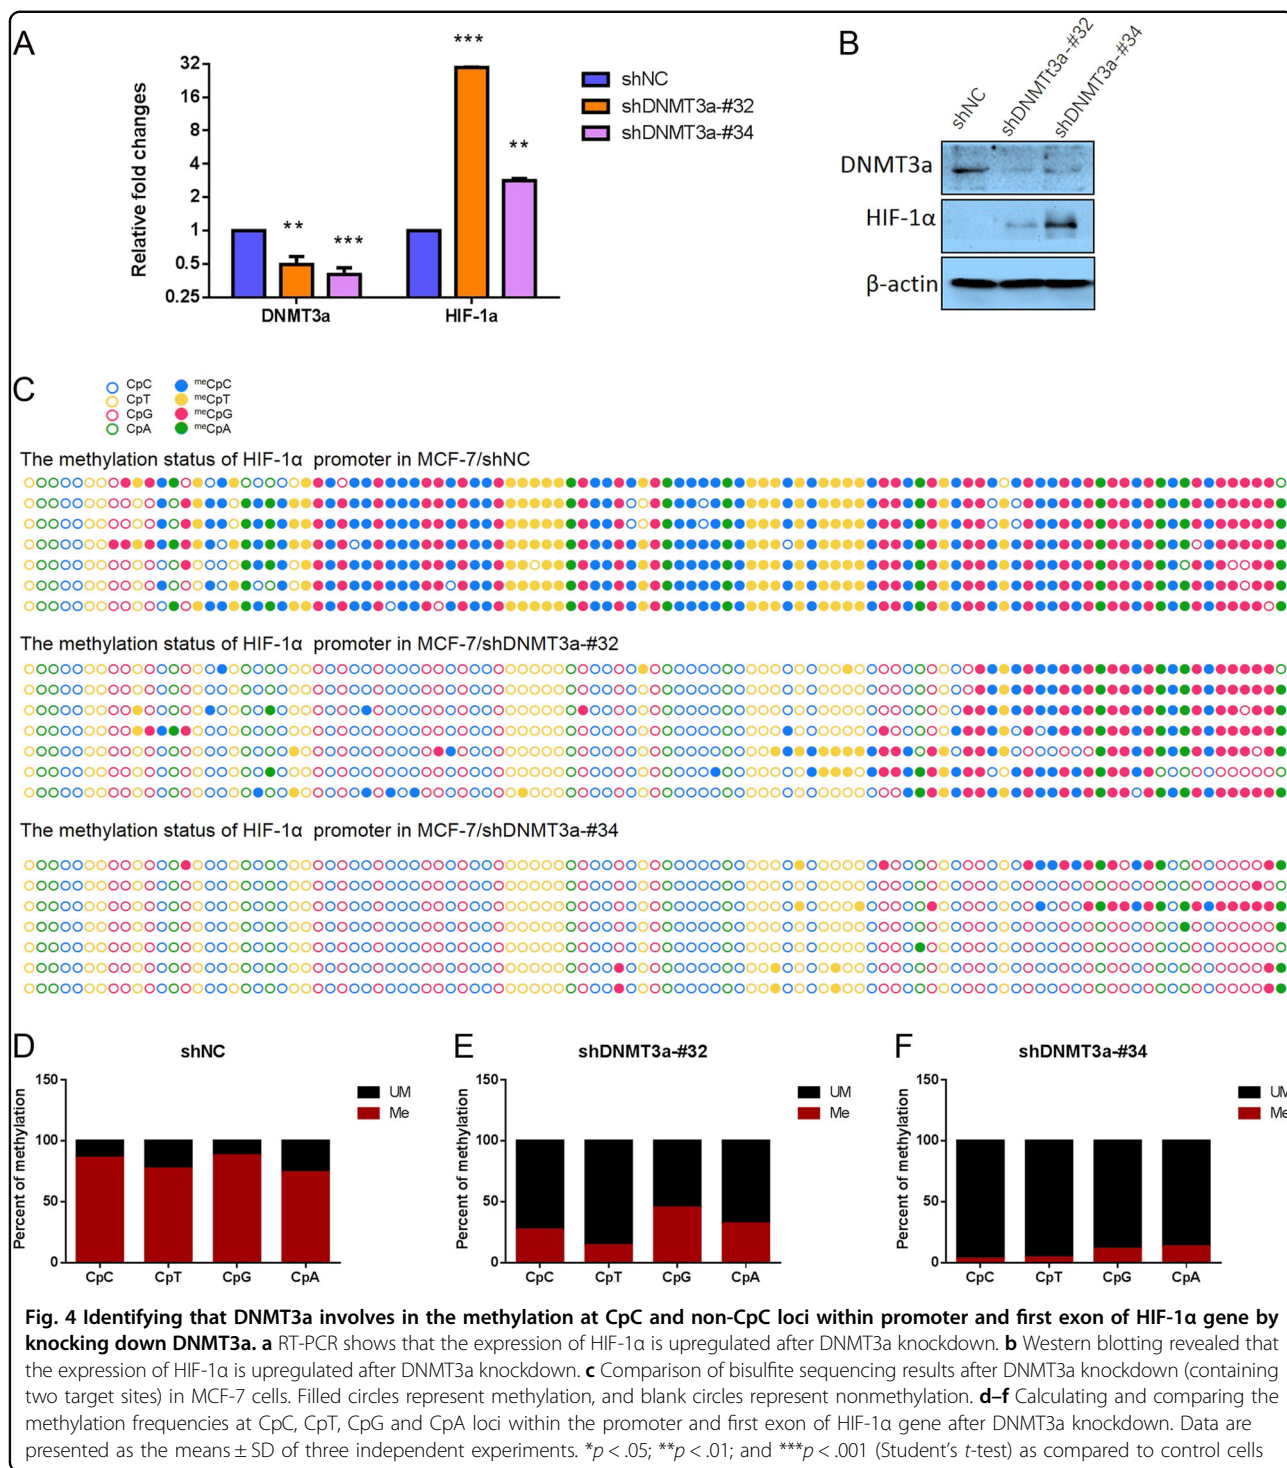 A
***
32
16
8
4
2
1
0.5
0.25
Relative fold changes
**
***
**
DNMT3a
HIF-1a
shNC
shDNMT3a-#32
shDNMT3a-#34
B
shNC
shDNMTt3a-#32
shDNMT3a-#34
DNMT3a
HIF-1α
β-actin
C
CpC
CpT
CpG
CpA
meCpC
meCpT
meCpG
meCpA
The methylation status of HIF-1α promoter in MCF-7/shNC
The methylation status of HIF-1α promoter in MCF-7/shDNMT3a-#32
The methylation status of HIF-1α promoter in MCF-7/shDNMT3a-#34
D
shNC
150
100
50
0
Percent of methylation
UM
Me
CpC CpT CpG CpA
E
shDNMT3a-#32
150
100
50
0
Percent of methylation
UM
Me
CpC CpT CpG CpA
F
shDNMT3a-#34
150
100
50
0
Percent of methylation
UM
Me
CpC CpT CpG CpA
Fig. 4 Identifying that DNMT3a involves in the methylation at CpC and non-CpC loci within promoter and first exon of HIF-1α gene by
knocking down DNMT3a. a RT-PCR shows that the expression of HIF-1α is upregulated after DNMT3a knockdown. b Western blotting revealed that
the expression of HIF-1α is upregulated after DNMT3a knockdown. c Comparison of bisulfite sequencing results after DNMT3a knockdown (containing
two target sites) in MCF-7 cells. Filled circles represent methylation, and blank circles represent nonmethylation. d–f Calculating and comparing the
methylation frequencies at CpC, CpT, CpG and CpA loci within the promoter and first exon of HIF-1α gene after DNMT3a knockdown. Data are
presented as the means ± SD of three independent experiments. *p < .05; **p < .01; and ***p < .001 (Student's t-test) as compared to control cells